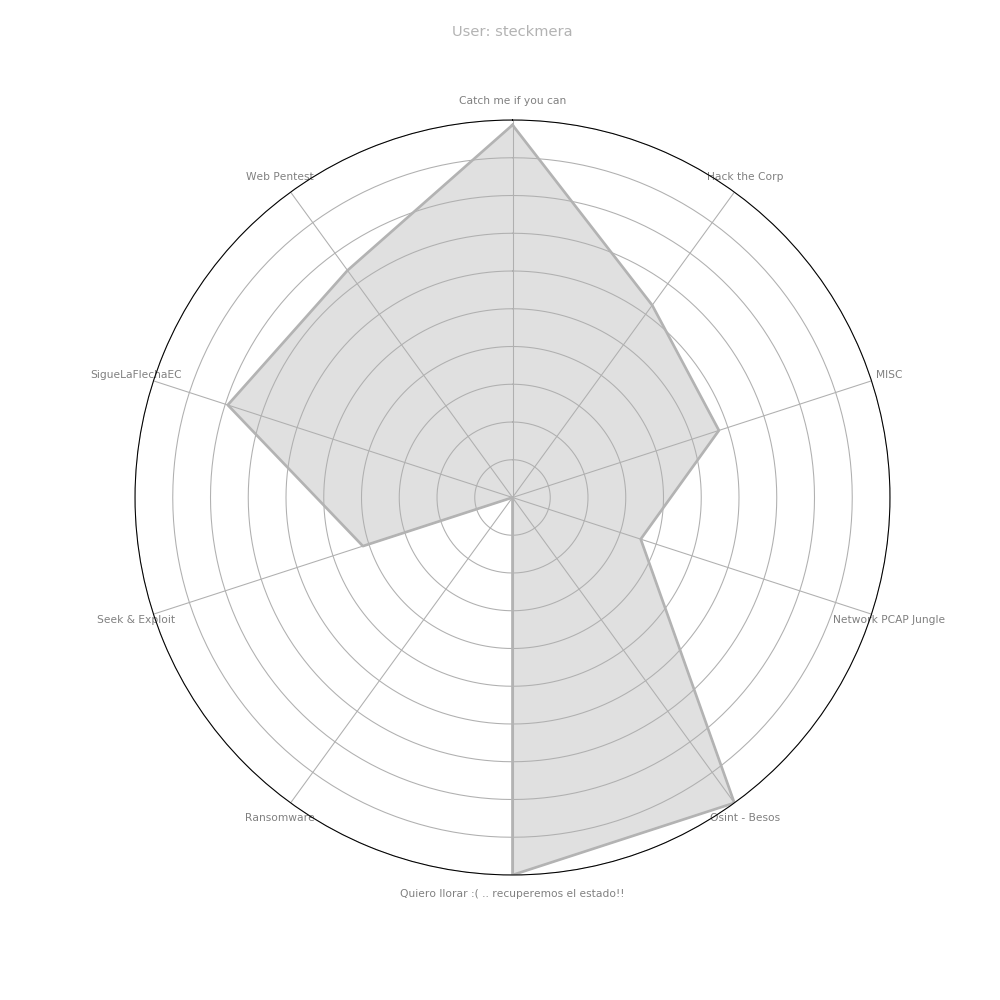 User: steckmera
Catch me if you can
Web Pentest
Hack the Corp
SigueLaFlechaEC
MISC
Seek & Exploit
Network PCAP Jungle
Ransomware
Osint - Besos
Quiero llorar :( .. recuperemos el estado!!